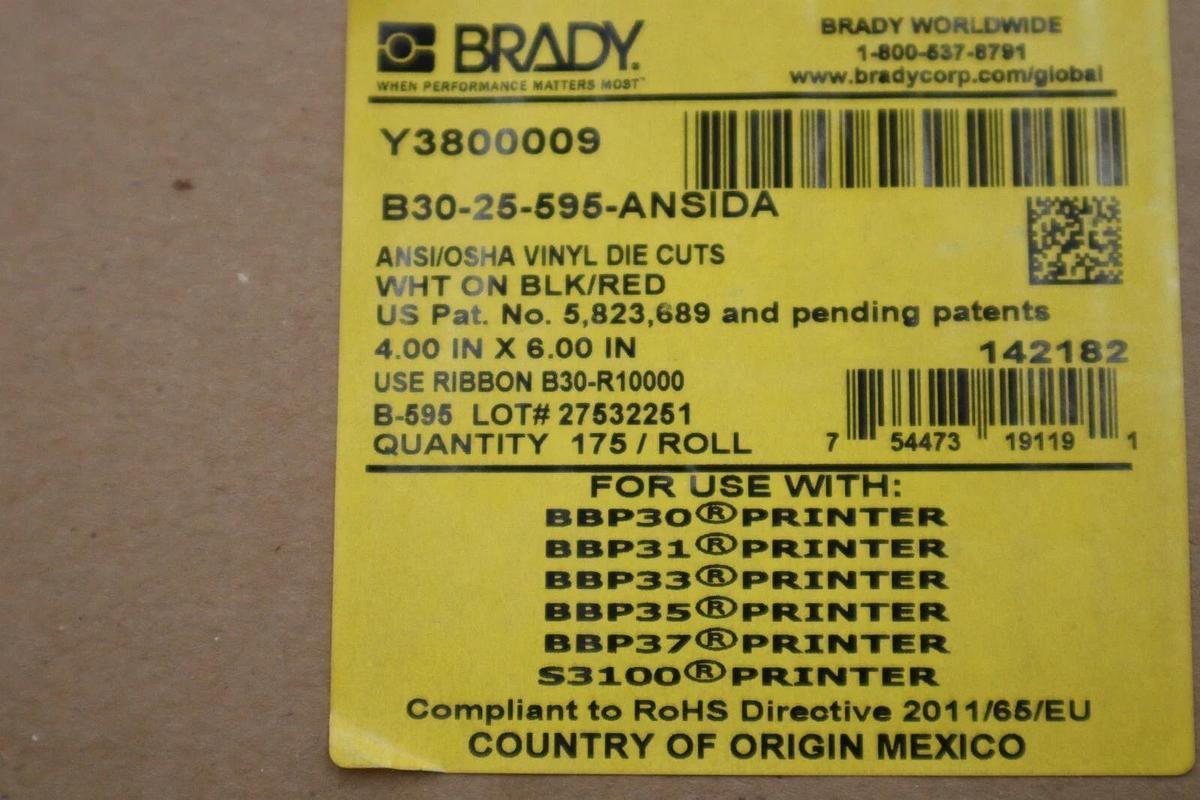 BRADY.
WHEN PERFORMANCE MATTERS MOST™
BRADY WORLDWIDE
1-800-537-8791
www.bradycorp.com/global
Y3800009
B30-25-595-ANSIDA
ANSI/OSHA VINYL DIE CUTS
WHT ON BLK/RED
US Pat. No. 5,823,689 and pending patents
4.00 IN X 6.00 IN
142182
USE RIBBON B30-R10000
B-595 LOT# 27532251
QUANTITY 175 / ROLL
7 54473 19119 1
FOR USE WITH:
BBP30®PRINTER
BBP31®PRINTER
BBP33®PRINTER
BBP35®PRINTER
BBP37®PRINTER
S3100®PRINTER
Compliant to RoHS Directive 2011/65/EU
COUNTRY OF ORIGIN MEXICO